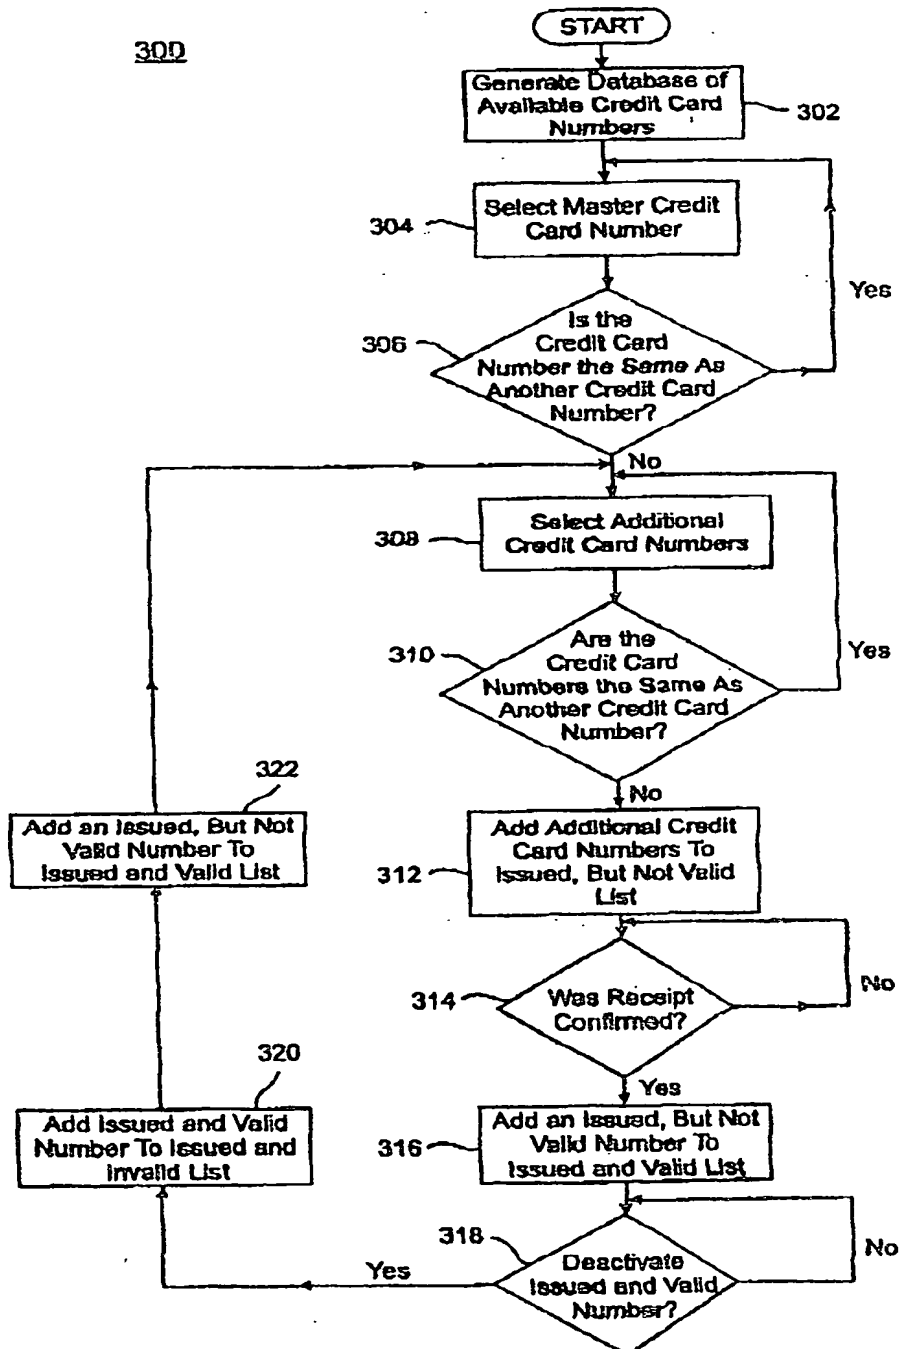 START
300
Generate Database of
Available Credit Card
Numbers
302
Select Master Credit
Card Number
304
Yes
Is the
Credit Card
Number the Same As
Another Credit Card
Number?
306
No
Select Additional
Credit Card Numbers
308
Are the
Credit Card
Numbers the Same As
Another Credit Card
Number?
310
Yes
No
322
Add an Issued, But Not
Valid Number To
Issued and Valid List
Add Additional Credit
Card Numbers To
Issued, But Not Valid
List
312
Was Receipt
Confirmed?
314
No
Yes
320
Add Issued and Valid
Number To Issued and
Invalid List
Add an Issued, But Not
Valid Number To
Issued and Valid List
316
318
Deactivate
Issued and Valid
Number?
No
Yes